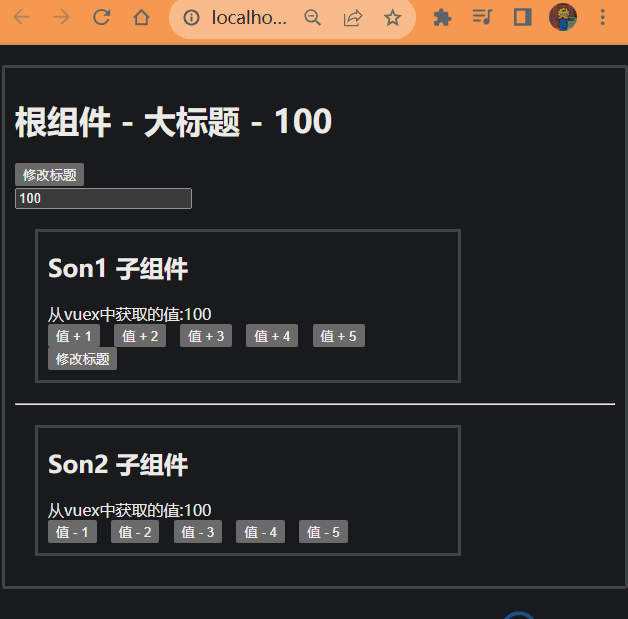 localho...
根组件 - 大标题 - 100
修改标题
100
Son1 子组件
从vuex中获取的值:100
值 + 1 值 + 2 值 + 3 值 + 4 值 + 5
修改标题
Son2 子组件
从vuex中获取的值:100
值 - 1 值 - 2 值 - 3 值 - 4 值 - 5